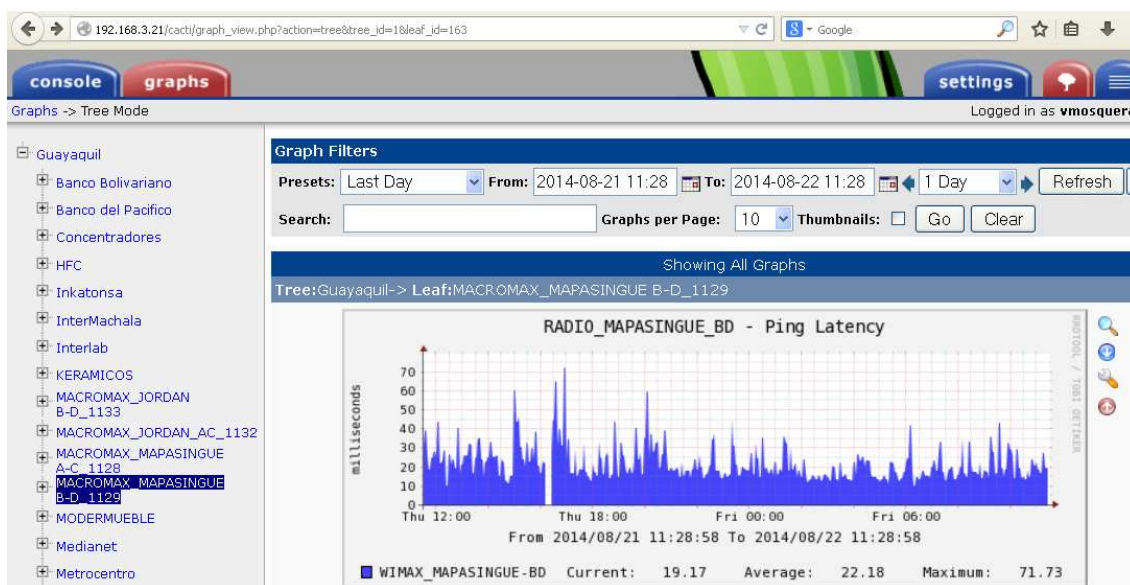 192.168.3.21/cacti/graph_view.php?action=tree&tree_id=1&leaf_id=163
8 Google
console
graphs
settings
Graphs -> Tree Mode
Logged in as vmosquera
Guayaquil
Banco Bolivariano
Banco del Pacifico
Concentradores
HFC
Inkatonsa
InterMachala
Interlab
KERAMICOS
MACROMAX_JORDAN
B-D_1133
MACROMAX_JORDAN_AC_1132
MACROMAX_MAPASINGUE
A-C_1128
MACROMAX_MAPASINGUE
B-D_1129
MODERMUEBLE
Medianet
Metrocentro
Graph Filters
Presets: Last Day From: 2014-08-21 11:28 To: 2014-08-22 11:28 1 Day Refresh
Search: Graphs per Page: 10 Thumbnails: Go Clear
Showing All Graphs
Tree:Guayaquil-> Leaf:MACROMAX_MAPASINGUE B-D_1129
RADIO_MAPASINGUE_BD - Ping Latency
RRDTOOL / TOBI OETIKER
milliseconds
70
60
50
40
30
20
10
0
Thu 12:00 Thu 18:00 Fri 00:00 Fri 06:00
From 2014/08/21 11:28:58 To 2014/08/22 11:28:58
WIMAX_MAPASINGUE-BD Current: 19.17 Average: 22.18 Maximum: 71.73